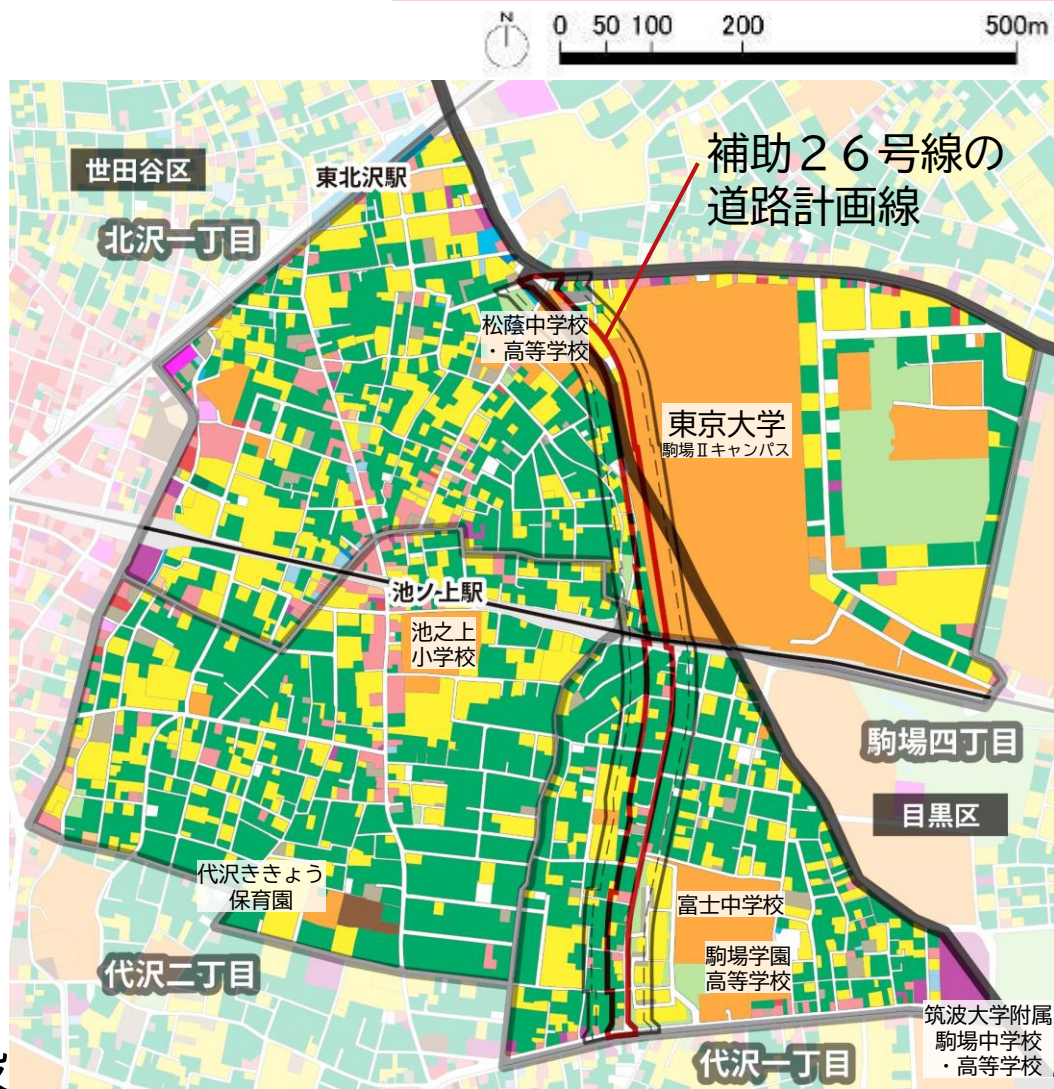 N
0 50 100 200 500m
補助２６号線の
道路計画線
世田谷区
東北沢駅
北沢一丁目
松蔭中学校
・高等学校
東京大学
駒場Ⅱキャンパス
池ノ上駅
池之上
小学校
駒場四丁目
目黒区
代沢ききょう
保育園
富士中学校
駒場学園
高等学校
代沢二丁目
筑波大学附属
駒場中学校
・高等学校
代沢一丁目